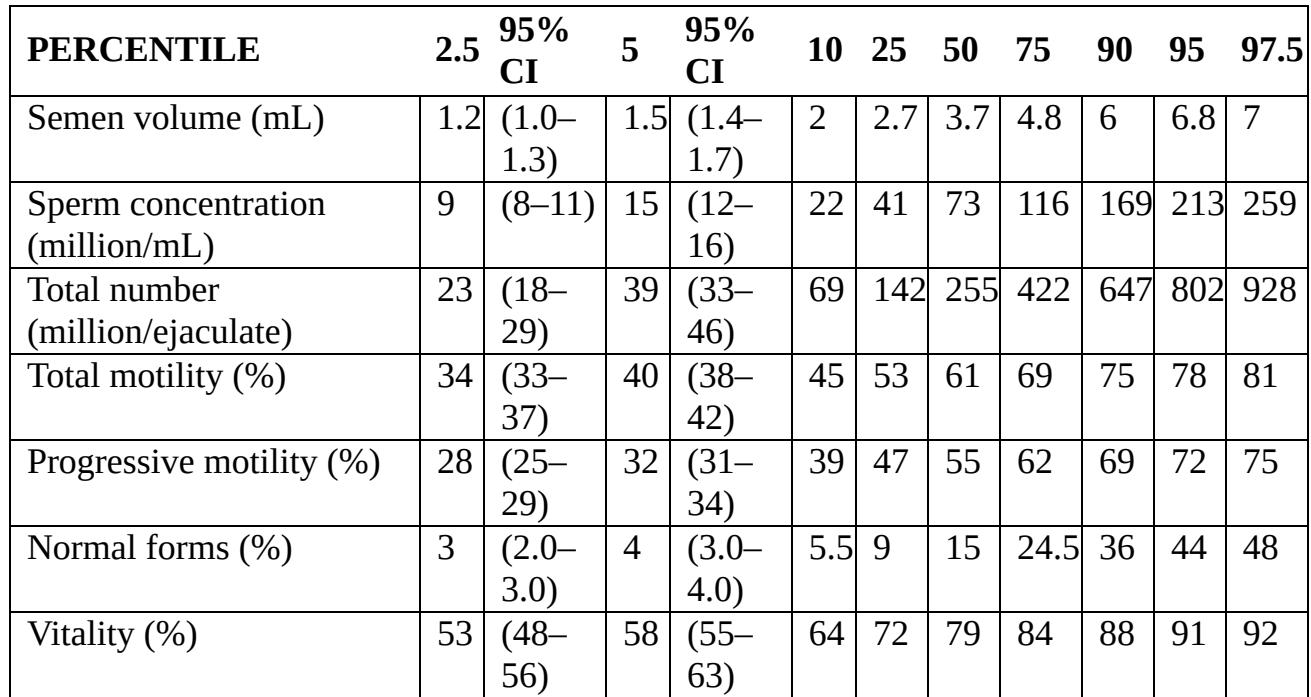 PERCENTILE 2.5 95% CI 5 95% CI 10 25 50 75 90 95 97.5
Semen volume (mL) 1.2 (1.0–1.3) 1.5 (1.4–1.7) 2 2.7 3.7 4.8 6 6.8 7
Sperm concentration (million/mL) 9 (8–11) 15 (12–16) 22 41 73 116 169 213 259
Total number (million/ejaculate) 23 (18–29) 39 (33–46) 69 142 255 422 647 802 928
Total motility (%) 34 (33–37) 40 (38–42) 45 53 61 69 75 78 81
Progressive motility (%) 28 (25–29) 32 (31–34) 39 47 55 62 69 72 75
Normal forms (%) 3 (2.0–3.0) 4 (3.0–4.0) 5.5 9 15 24.5 36 44 48
Vitality (%) 53 (48–56) 58 (55–63) 64 72 79 84 88 91 92